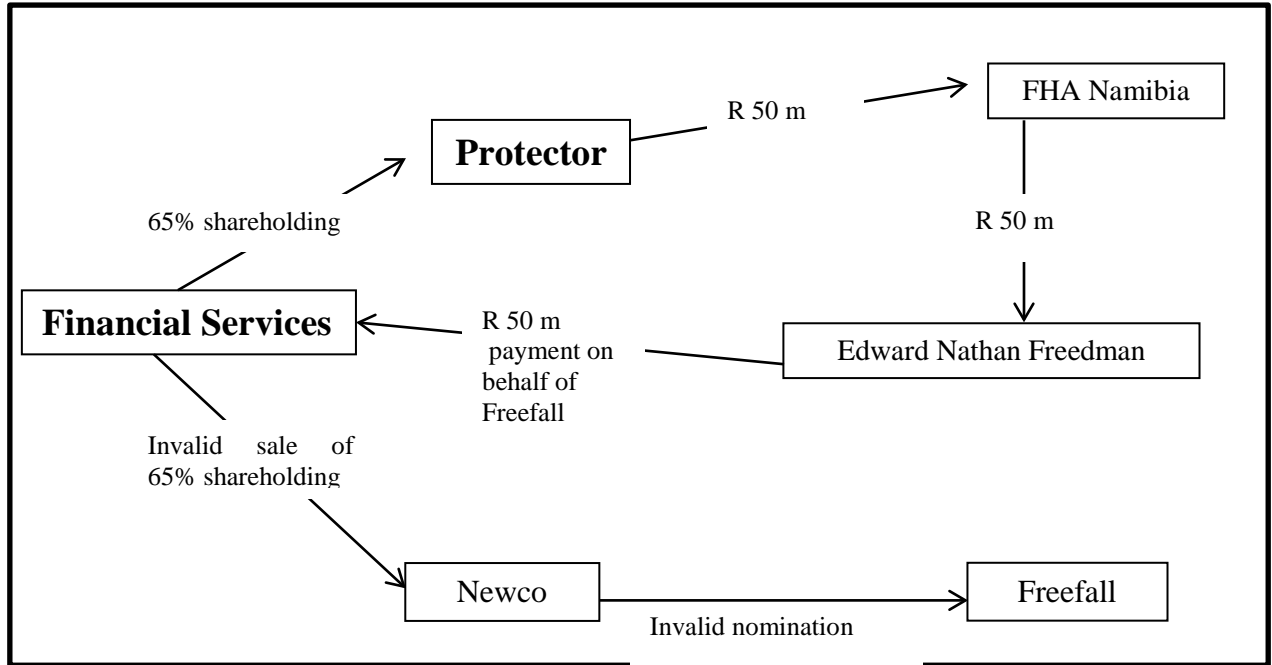 FHA Namibia
R 50 m
Protector
65% shareholding
R 50 m
Financial Services
R 50 m
payment on
behalf of
Freefall
Edward Nathan Freedman
Invalid sale of
65% shareholding
Newco
Freefall
Invalid nomination